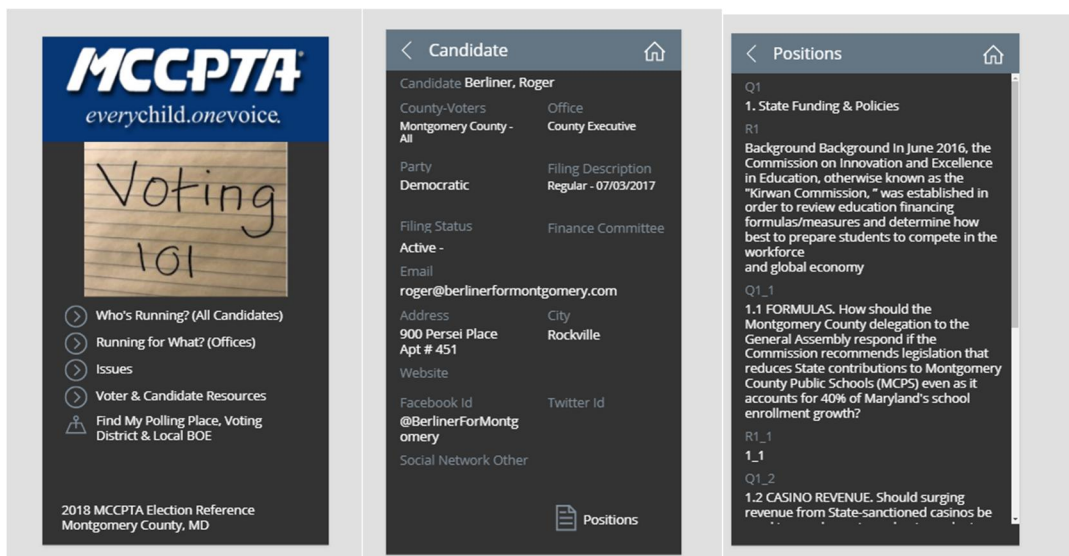 MCCPTA
everychild.onevoice.
Voting
101
Who's Running? (All Candidates)
Running for What? (Offices)
Issues
Voter & Candidate Resources
Find My Polling Place, Voting
District & Local BOE
2018 MCCPTA Election Reference
Montgomery County, MD
Candidate
Candidate Berliner, Roger
County-Voters Office
Montgomery County - County Executive
All
Party Filing Description
Democratic Regular - 07/03/2017
Filing Status Finance Committee
Active -
Email
roger@berlinerformontgomery.com
Address City
900 Persei Place Rockville
Apt # 451
Website
Facebook Id Twitter Id
@BerlinerForMontg
omery
Social Network Other
Positions
Positions
Q1
1. State Funding & Policies
R1
Background Background In June 2016, the
Commission on Innovation and Excellence
in Education, otherwise known as the
"Kirwan Commission, " was established in
order to review education financing
formulas/measures and determine how
best to prepare students to compete in the
workforce
and global economy
Q1_1
1.1 FORMULAS. How should the
Montgomery County delegation to the
General Assembly respond if the
Commission recommends legislation that
reduces State contributions to Montgomery
County Public Schools (MCPS) even as it
accounts for 40% of Maryland's school
enrollment growth?
R1_1
1_1
Q1_2
1.2 CASINO REVENUE. Should surging
revenue from State-sanctioned casinos be